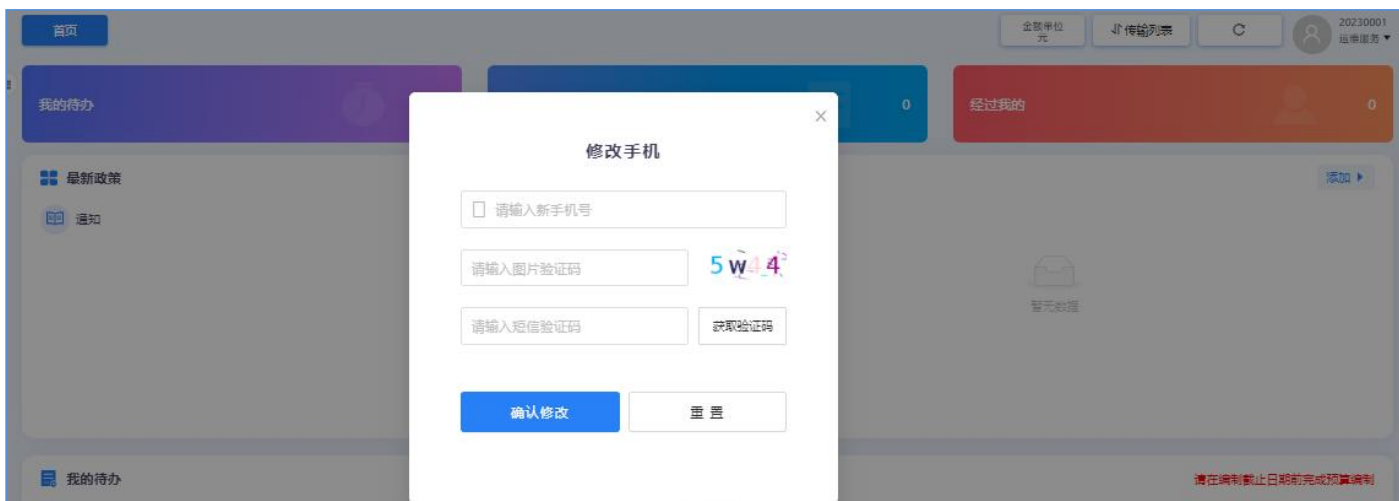 首页
金额单位
元
传输列表
20230001
运维服务
我的待办
0
经过我的
0
修改手机
最新政策
添加
请输入新手机号
通知
请输入图片验证码
5w44
请输入短信验证码
获取验证码
暂无数据
确认修改
重置
我的待办
请在编制截止日期前完成预算编制